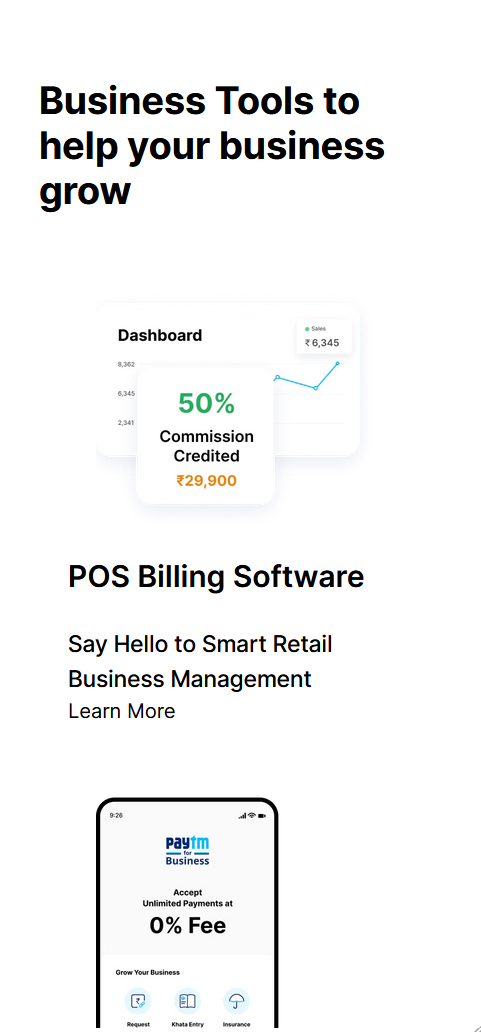 Business Tools to
help your business
grow
Dashboard
Sales
₹ 6,345
8,362
6,345
2,341
50%
Commission
Credited
₹29,900
POS Billing Software
Say Hello to Smart Retail
Business Management
Learn More
9:26
paytm
for
Business
Accept
Unlimited Payments at
0% Fee
Grow Your Business
Request
Khata Entry
Insurance